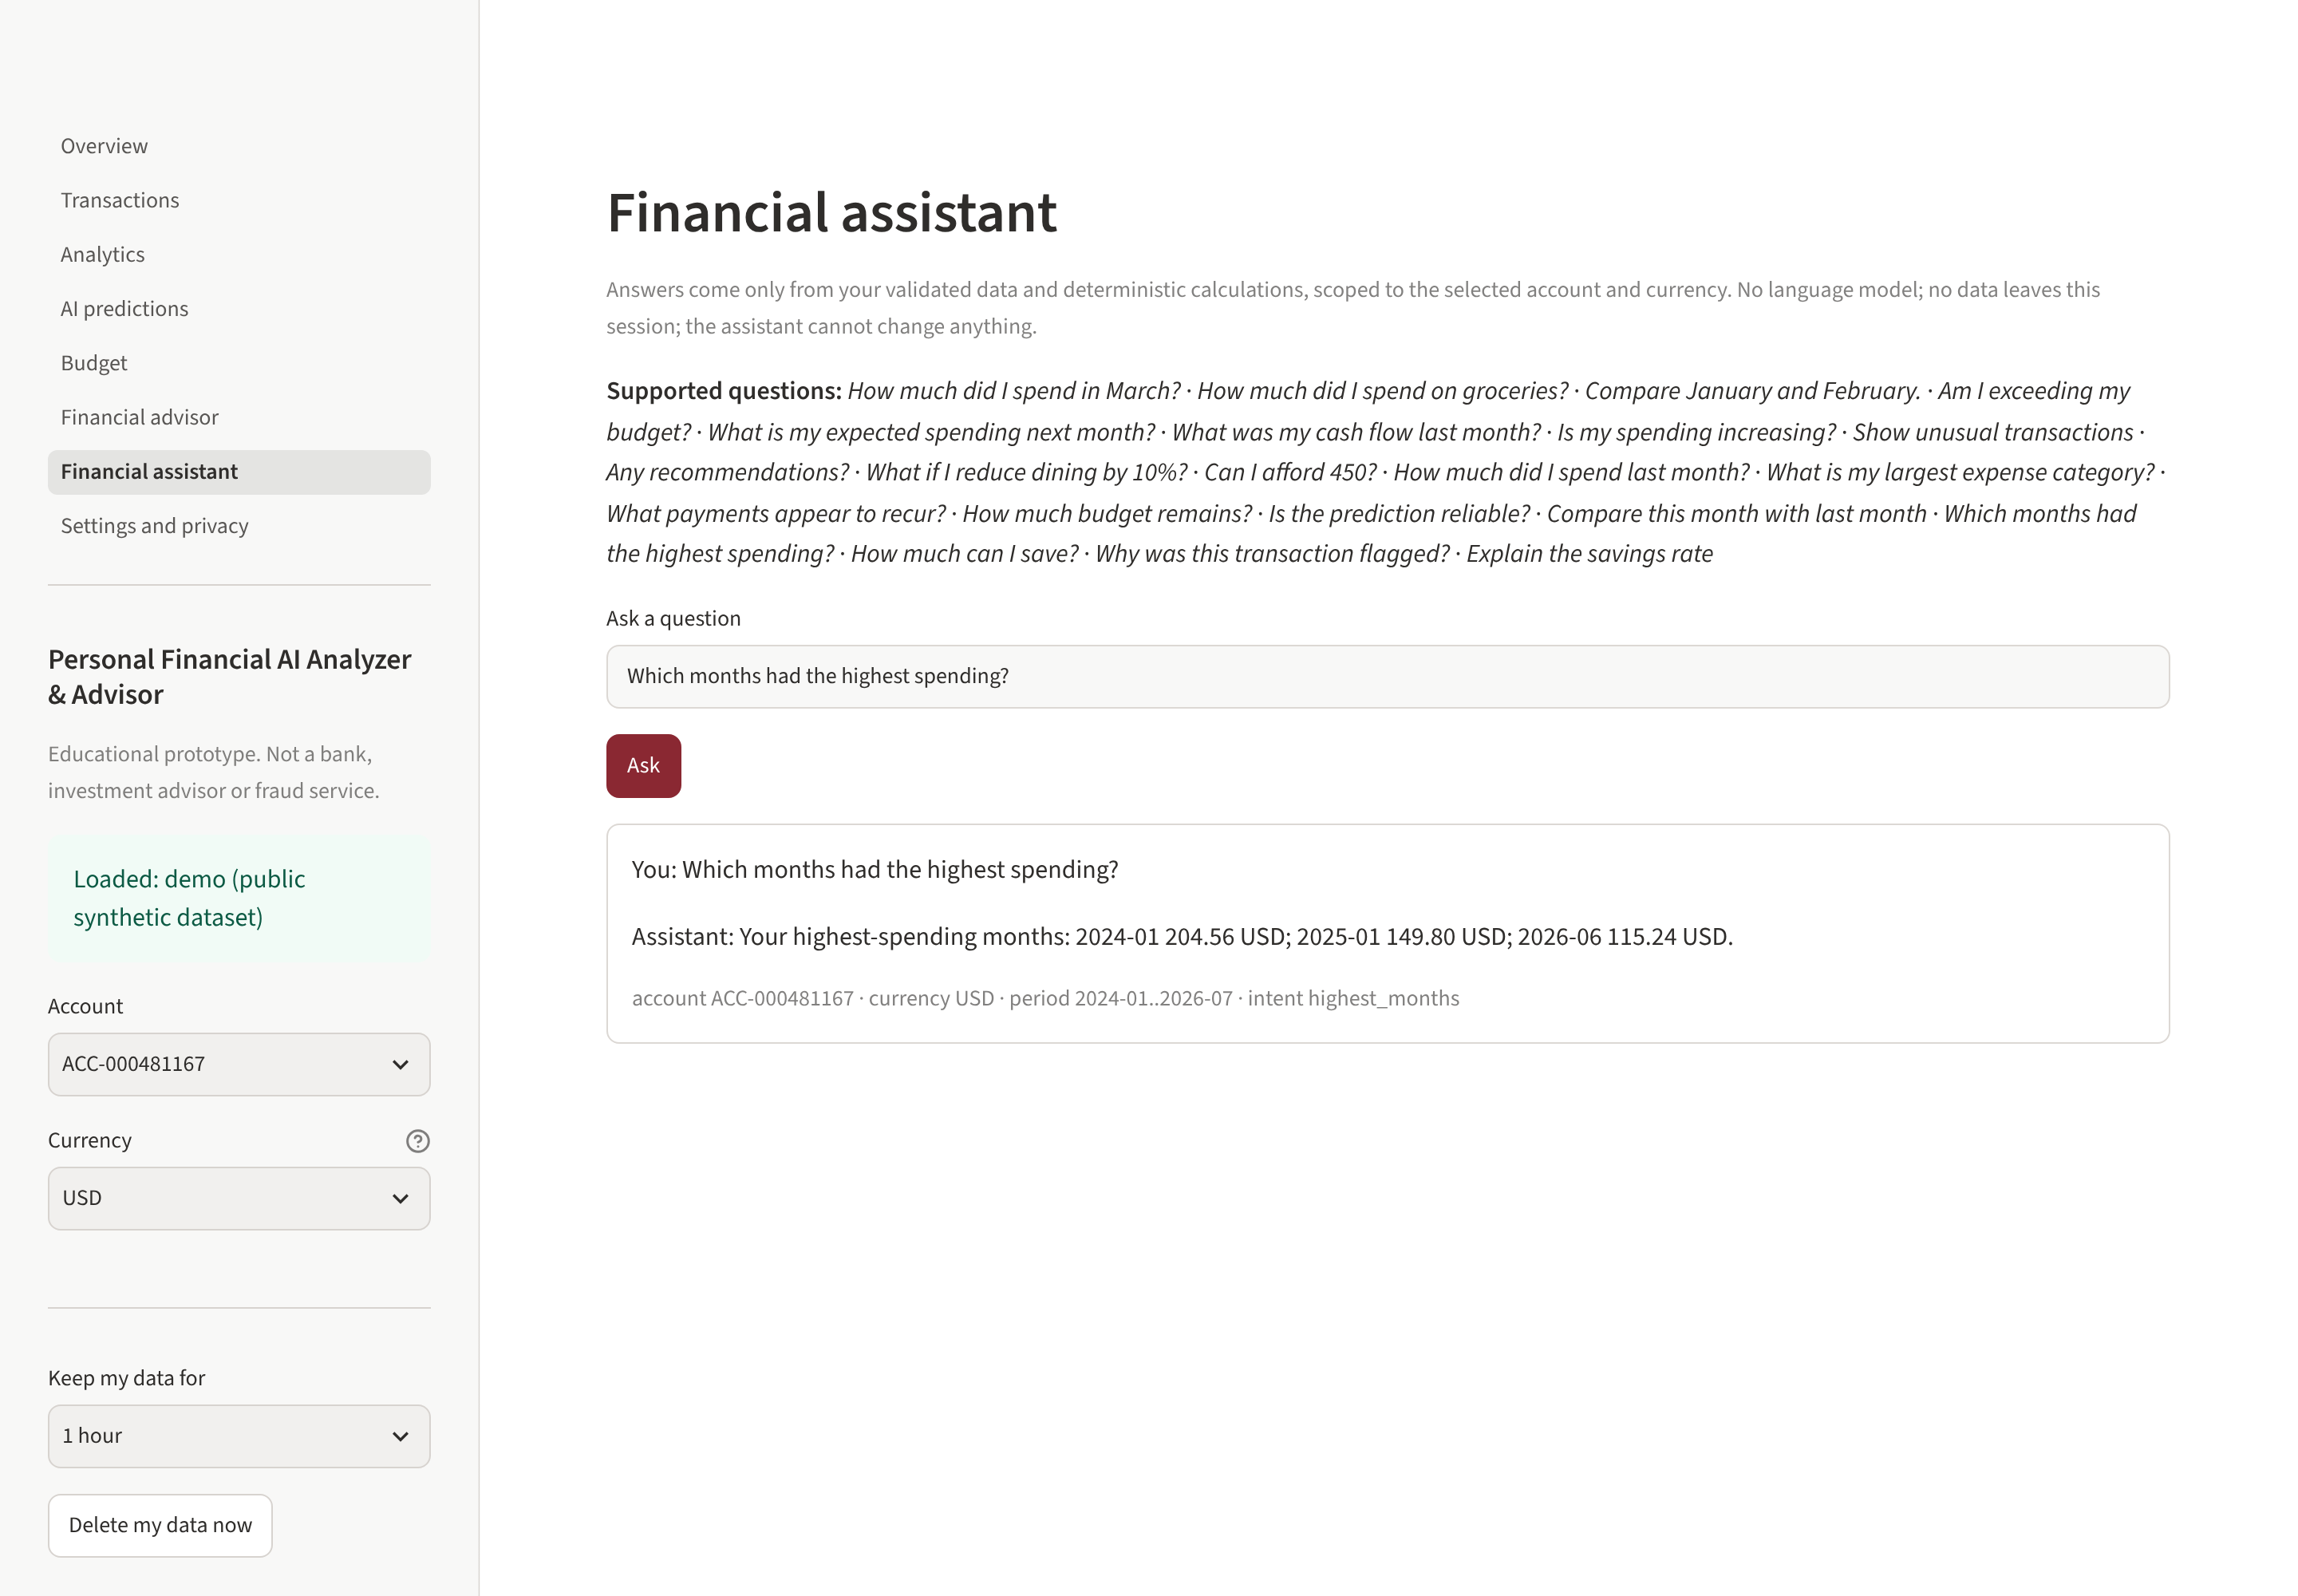 Overview
Transactions
Analytics
AI predictions
Budget
Financial advisor
Financial assistant
Settings and privacy
Personal Financial AI Analyzer
& Advisor
Educational prototype. Not a bank,
investment advisor or fraud service.
Loaded: demo (public
synthetic dataset)
Account
ACC-000481167
Currency
USD
Keep my data for
1 hour
Delete my data now
Financial assistant
Answers come only from your validated data and deterministic calculations, scoped to the selected account and currency. No language model; no data leaves this
session; the assistant cannot change anything.
Supported questions: How much did I spend in March? · How much did I spend on groceries? · Compare January and February. · Am I exceeding my
budget? · What is my expected spending next month? · What was my cash flow last month? · Is my spending increasing? · Show unusual transactions ·
Any recommendations? · What if I reduce dining by 10%? · Can I afford 450? · How much did I spend last month? · What is my largest expense category? ·
What payments appear to recur? · How much budget remains? · Is the prediction reliable? · Compare this month with last month · Which months had
the highest spending? · How much can I save? · Why was this transaction flagged? · Explain the savings rate
Ask a question
Which months had the highest spending?
Ask
You: Which months had the highest spending?
Assistant: Your highest-spending months: 2024-01 204.56 USD; 2025-01 149.80 USD; 2026-06 115.24 USD.
account ACC-000481167 · currency USD · period 2024-01..2026-07 · intent highest_months